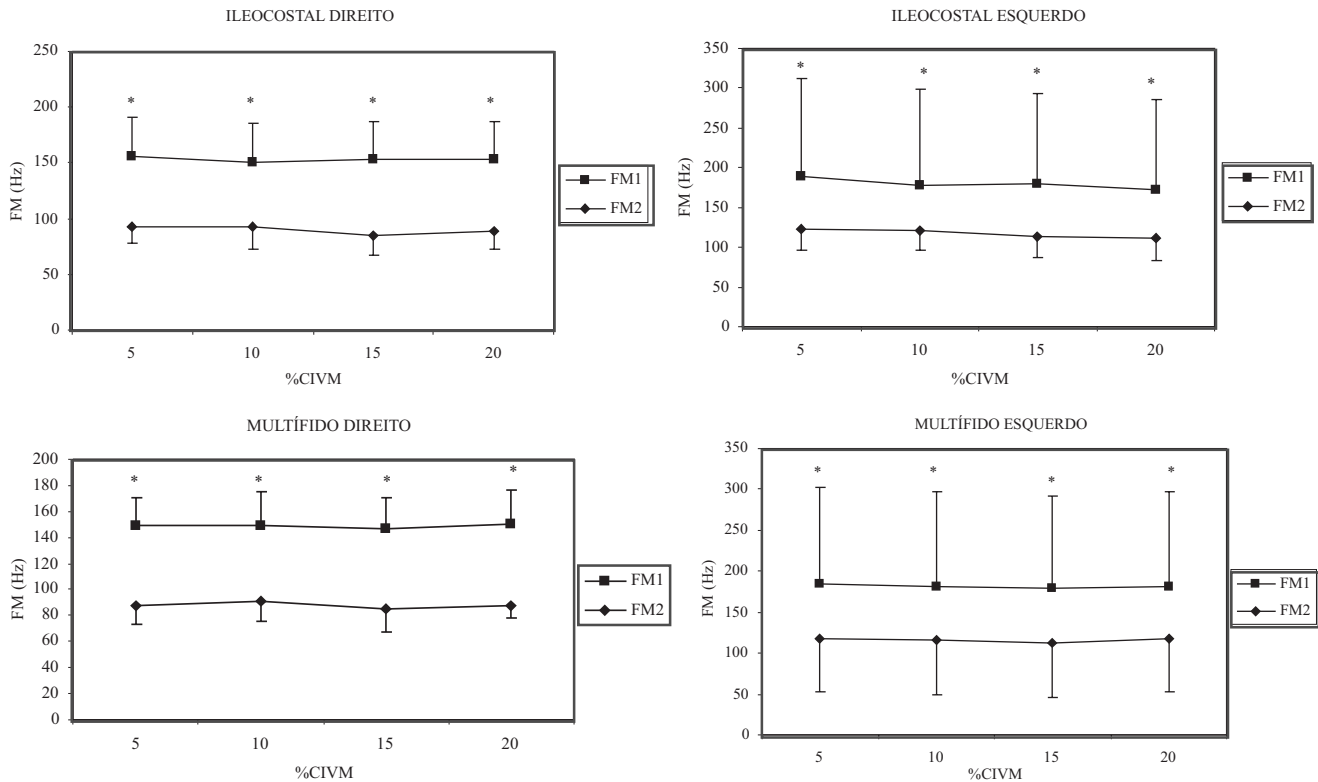 ILEOCOSTAL DIREITO
FM (Hz)
250
200
150
100
50
0
* * * *
5 10 15 20
%CIVM
FM1
FM2
ILEOCOSTAL ESQUERDO
FM (Hz)
350
300
250
200
150
100
50
0
* * * *
5 10 15 20
%CIVM
FM1
FM2
MULTÍFIDO DIREITO
FM (Hz)
200
180
160
140
120
100
80
60
40
20
0
* * * *
5 10 15 20
%CIVM
FM1
FM2
MULTÍFIDO ESQUERDO
FM (Hz)
350
300
250
200
150
100
50
0
* * * *
5 10 15 20
%CIVM
FM1
FM2